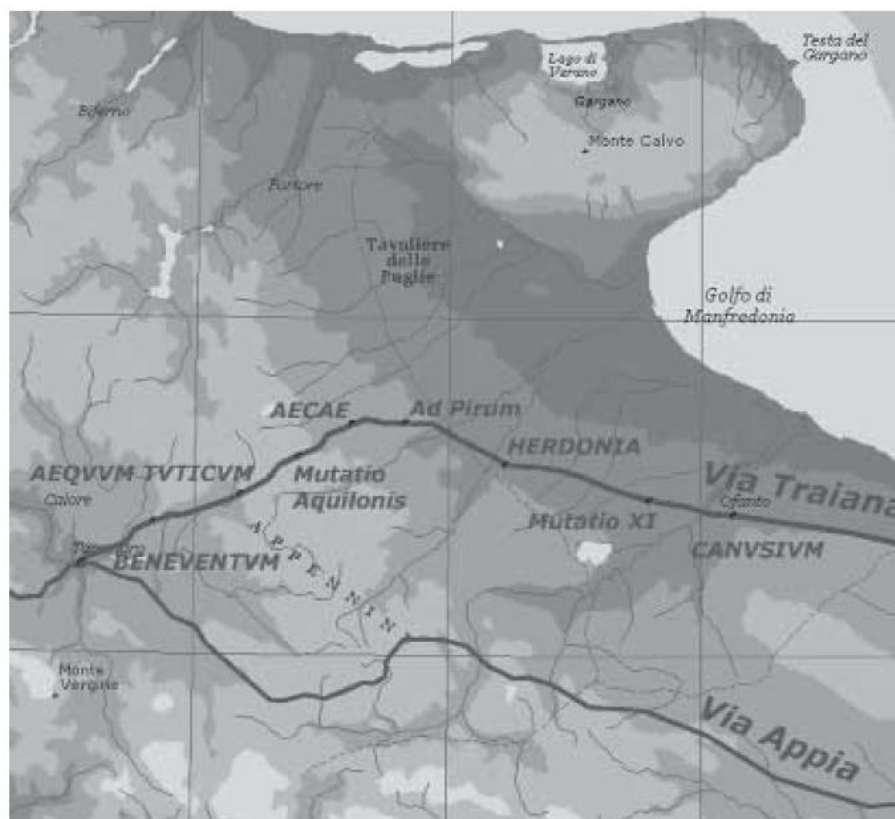 Testa del
Gargano
Lago di
Varano
Gargano
Biferno
Monte Calvo
Fortore
Tavoliere
delle
Puglie
Golfo di
Manfredonia
AECAE
Ad Pirum
HERDONIA
AEQVVM TVTICVM
Mutatio
Aquilonis
Via Traiana
Calore
Ofanto
Mutatio XI
BENEVENTVM
CANVSIVM
APPENNIN
Monte
Vergine
Via Appia